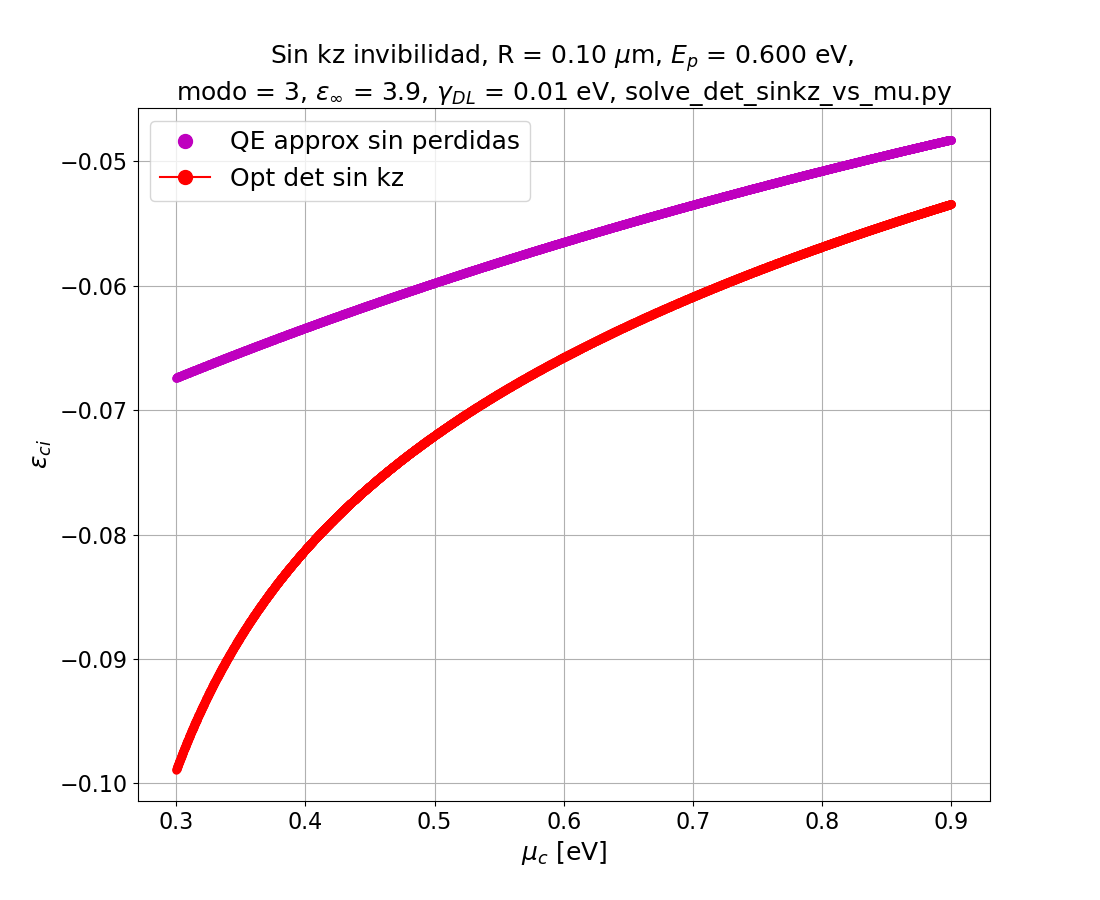 Sin kz invibilidad, R = 0.10 μm, E_p = 0.600 eV,
modo = 3, ε_∞ = 3.9, γ_DL = 0.01 eV, solve_det_sinkz_vs_mu.py
QE approx sin perdidas
Opt det sin kz
−0.05
−0.06
−0.07
−0.08
−0.09
−0.10
ε_ci
0.3 0.4 0.5 0.6 0.7 0.8 0.9
μ_c [eV]